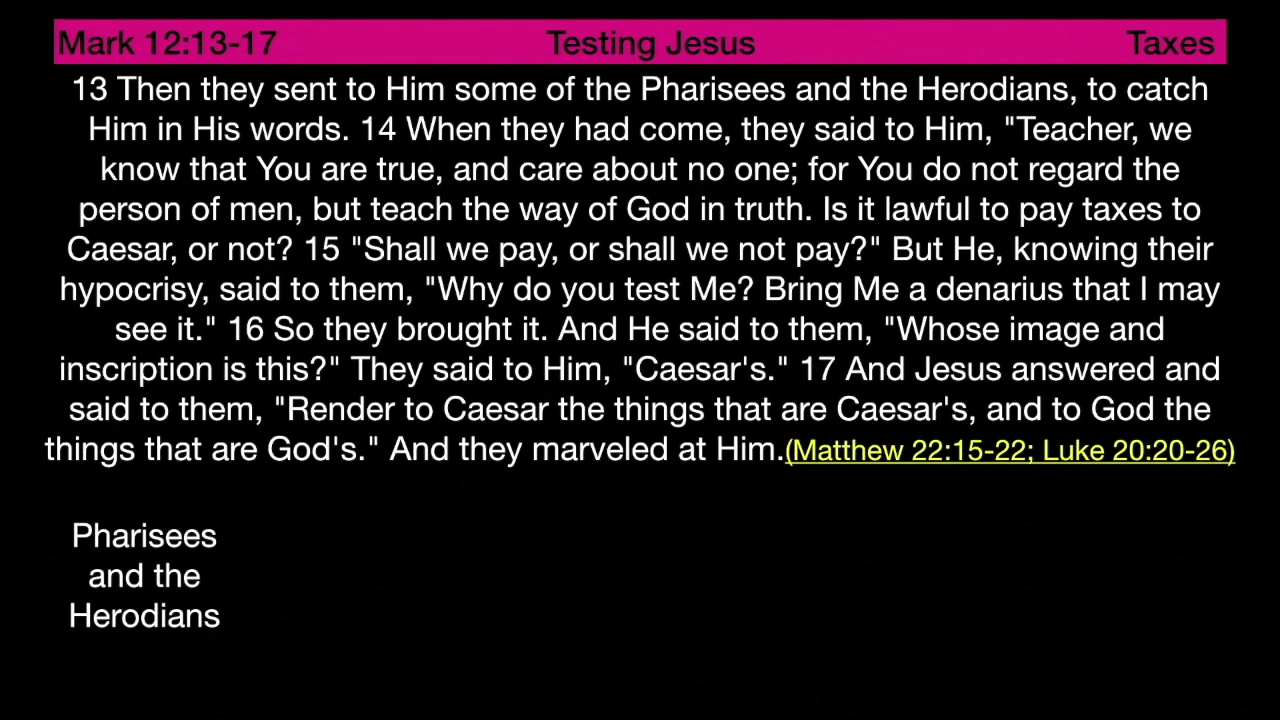 Mark 12:13-17 Testing Jesus Taxes
13 Then they sent to Him some of the Pharisees and the Herodians, to catch
Him in His words. 14 When they had come, they said to Him, "Teacher, we
know that You are true, and care about no one; for You do not regard the
person of men, but teach the way of God in truth. Is it lawful to pay taxes to
Caesar, or not? 15 "Shall we pay, or shall we not pay?" But He, knowing their
hypocrisy, said to them, "Why do you test Me? Bring Me a denarius that I may
see it." 16 So they brought it. And He said to them, "Whose image and
inscription is this?" They said to Him, "Caesar's." 17 And Jesus answered and
said to them, "Render to Caesar the things that are Caesar's, and to God the
things that are God's." And they marveled at Him.(Matthew 22:15-22; Luke 20:20-26)
Pharisees
and the
Herodians